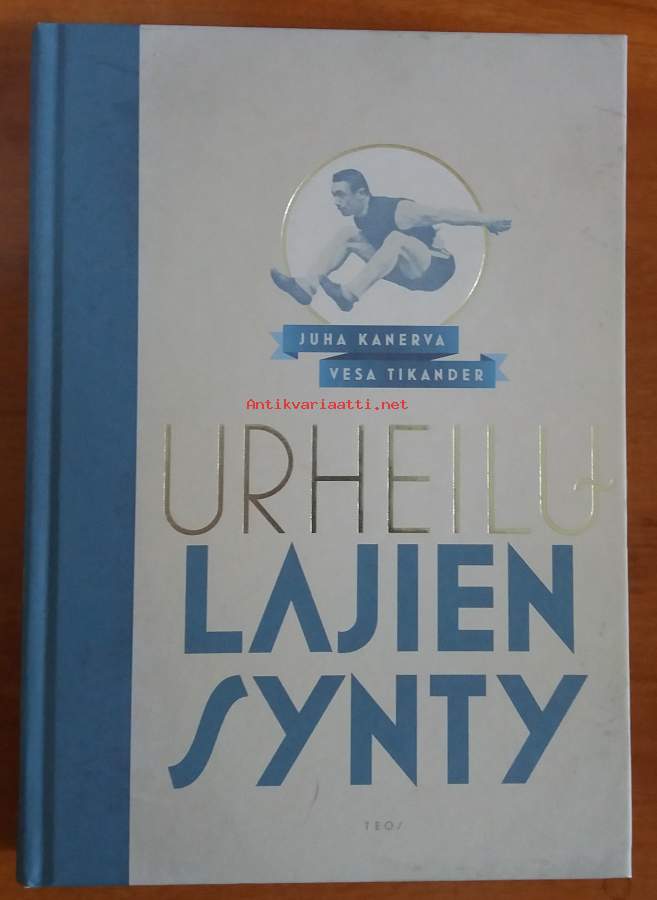 JUHA KANERVA
VESA TIKANDER
Antikvariaatti.net
URHEILU-
LAJIEN
SYNTY
TEOS